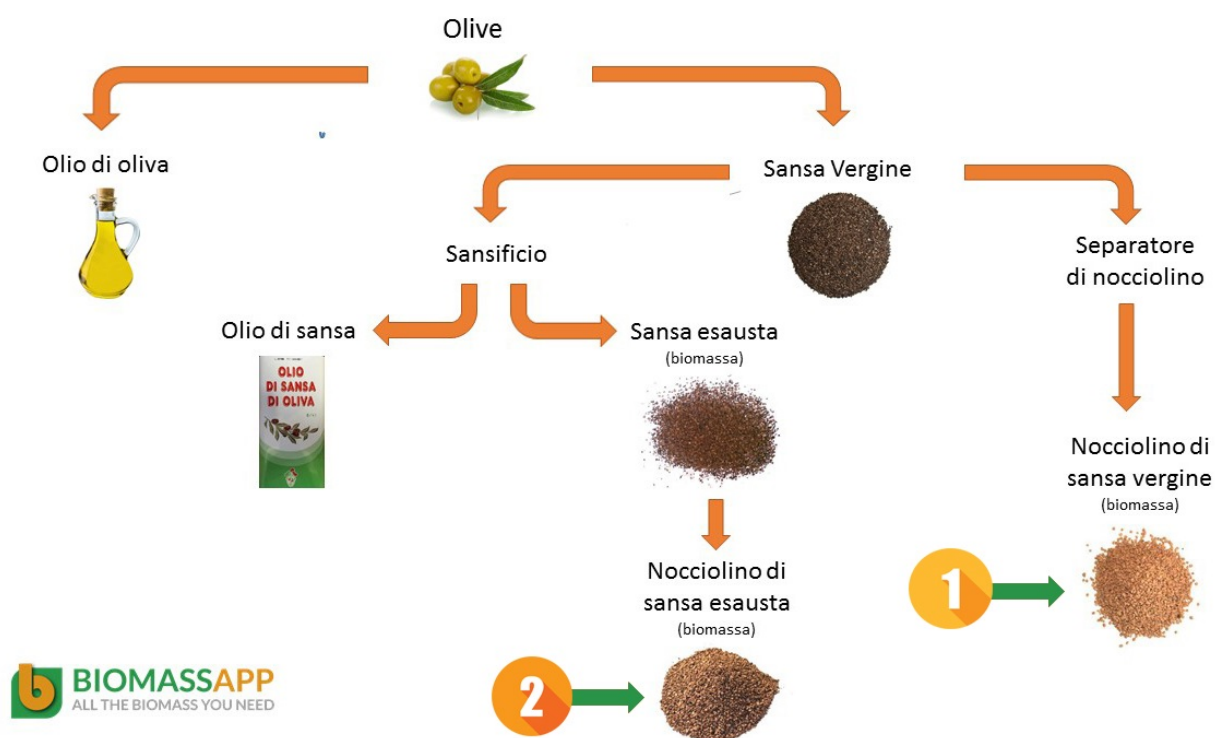 Olive
Olio di oliva
Sansa Vergine
Sansificio
Separatore
di nocciolino
Olio di sansa
Sansa esausta
(biomassa)
OLIO
DI SANSA
DI OLIVA
Nocciolino di
sansa vergine
(biomassa)
Nocciolino di
sansa esausta
(biomassa)
1
2
b BIOMASSAPP
ALL THE BIOMASS YOU NEED